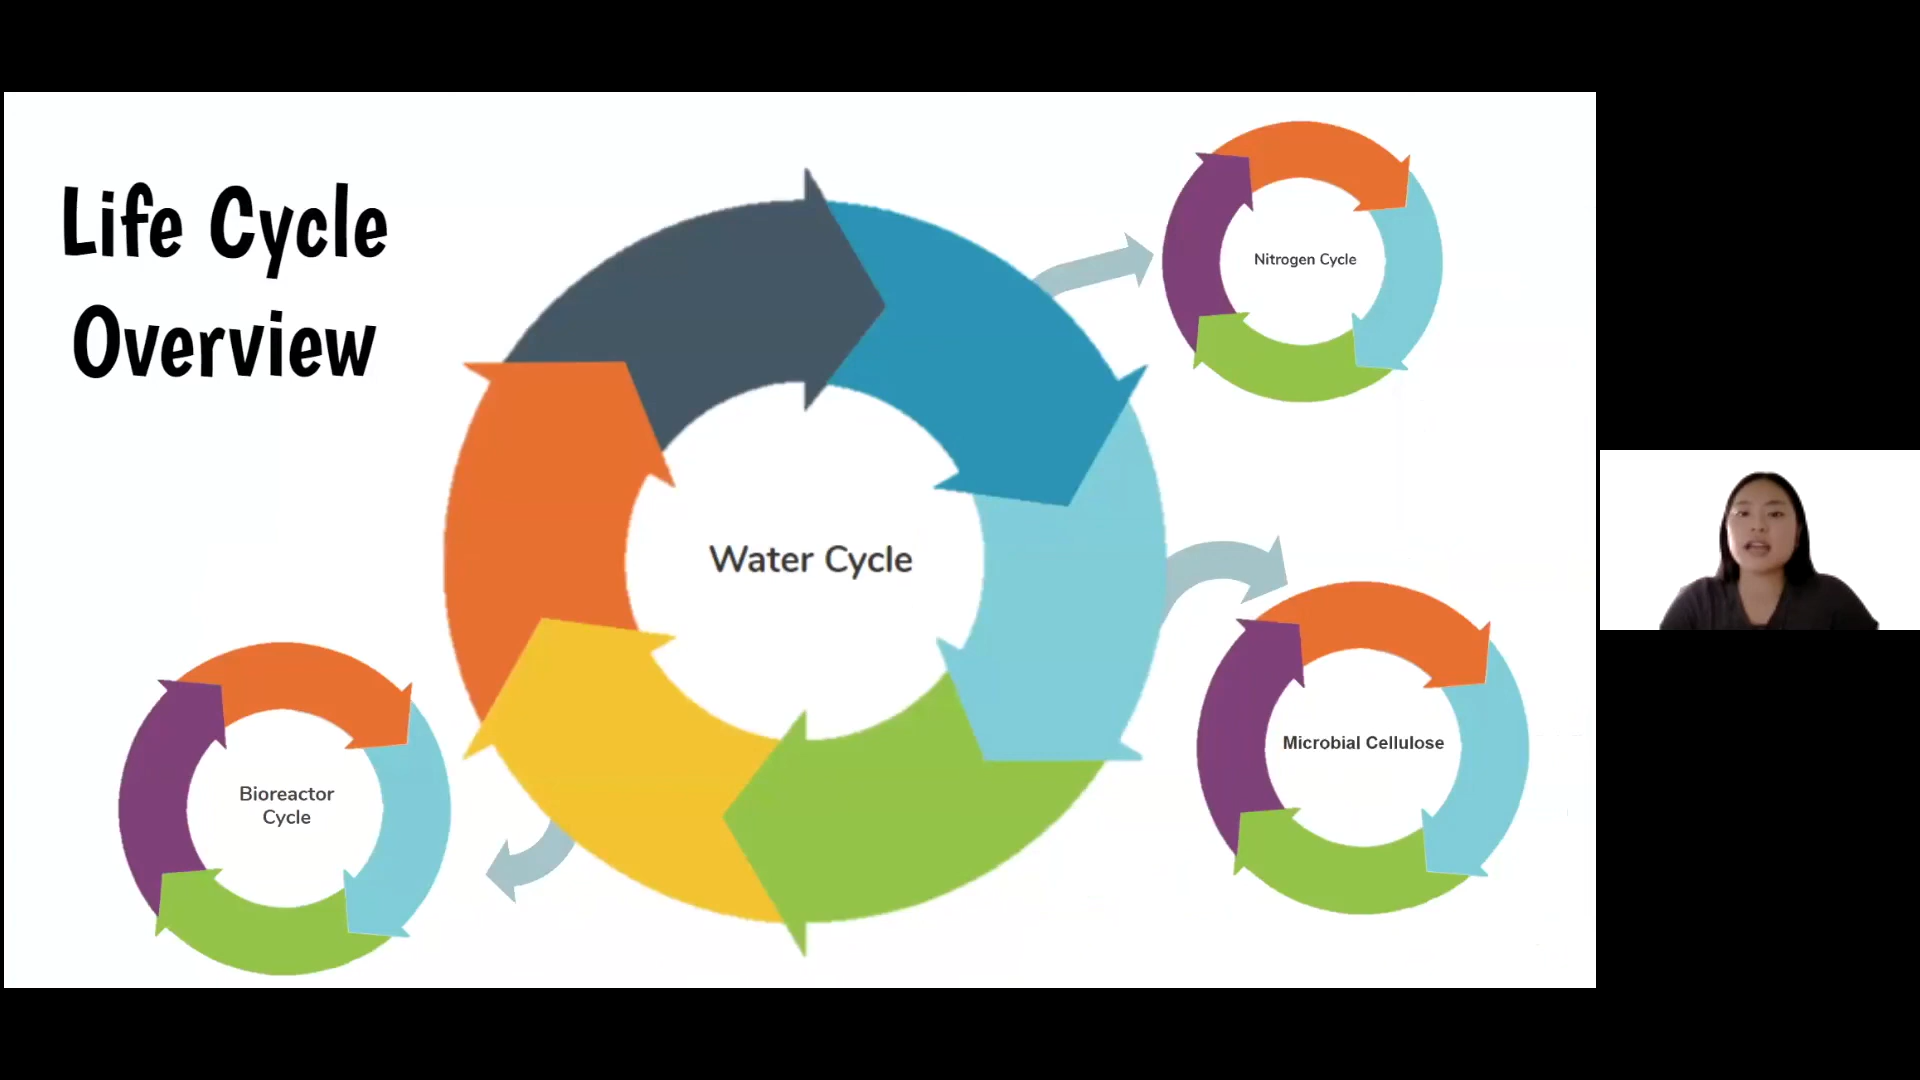 Life Cycle
Overview
Nitrogen Cycle
Water Cycle
Microbial Cellulose
Bioreactor
Cycle